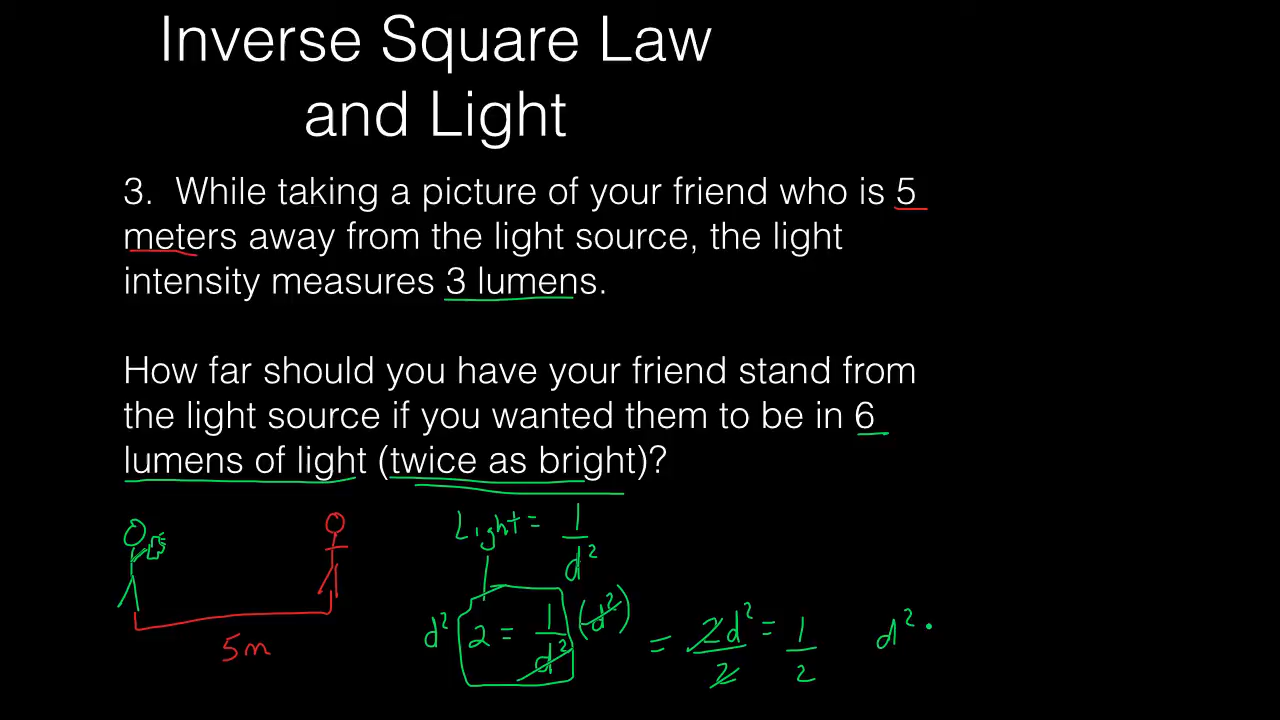 Inverse Square Law
and Light
3. While taking a picture of your friend who is 5
meters away from the light source, the light
intensity measures 3 lumens.
How far should you have your friend stand from
the light source if you wanted them to be in 6
lumens of light (twice as bright)?
Light = 1/d²
d² 2 = 1/d² (d²) = 2d²/2 = 1/2 d²
5m